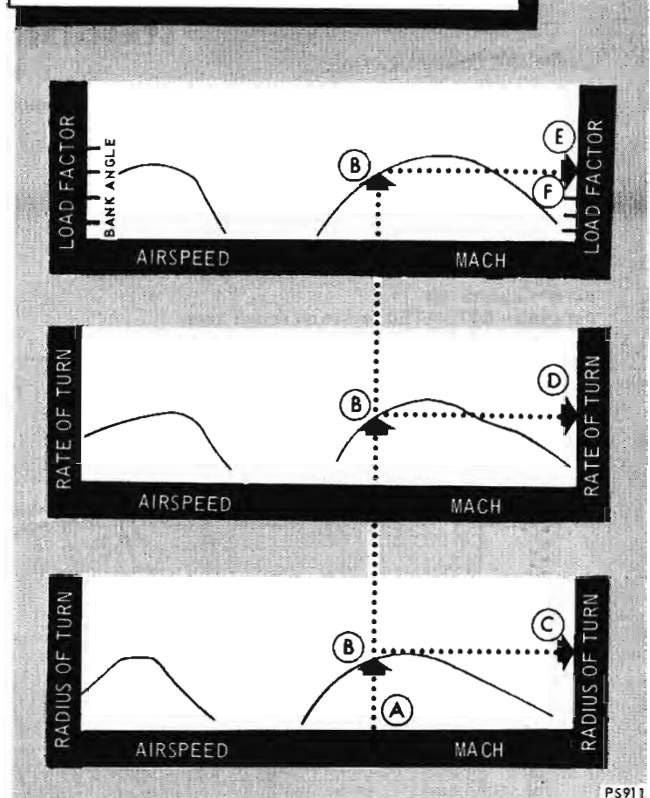 LOAD FACTOR
BANK ANGLE
B
E
F
LOAD FACTOR
AIRSPEED
MACH
RATE OF TURN
B
D
RATE OF TURN
AIRSPEED
MACH
RADIUS OF TURN
B
C
A
RADIUS OF TURN
AIRSPEED
MACH
PS911